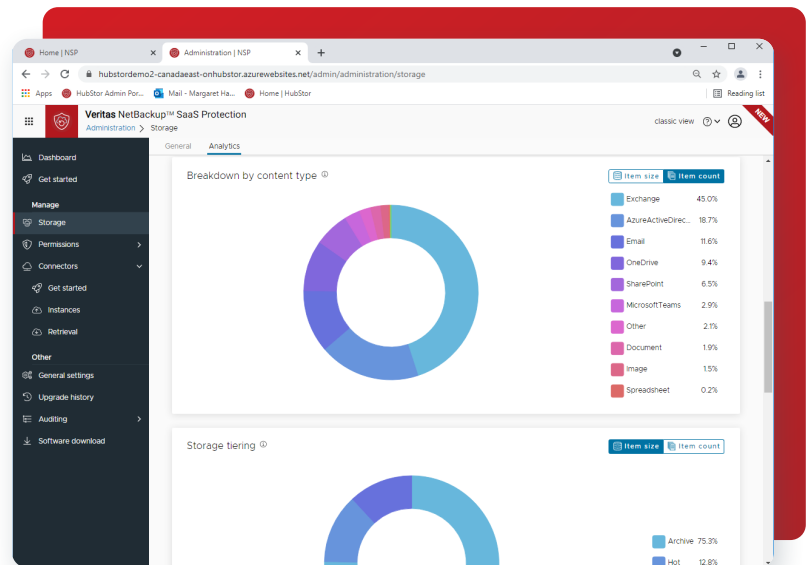 Home | NSP
Administration | NSP
hubstordemo2-canadaeast-onhubstor.azurewebsites.net/admin/administration/storage
Apps HubStor Admin Por... Mail - Margaret Ha... Home | HubStor Reading list
Veritas NetBackup™ SaaS Protection
Administration > Storage
classic view
NEW
Dashboard
Get started
Manage
Storage
Permissions
Connectors
Get started
Instances
Retrieval
Other
General settings
Upgrade history
Auditing
Software download
General Analytics
Breakdown by content type
Item size Item count
Exchange 45.0%
AzureActiveDirec... 18.7%
Email 11.6%
OneDrive 9.4%
SharePoint 6.5%
MicrosoftTeams 2.9%
Other 2.1%
Document 1.9%
Image 1.5%
Spreadsheet 0.2%
Storage tiering
Item size Item count
Archive 75.3%
Hot 12.8%